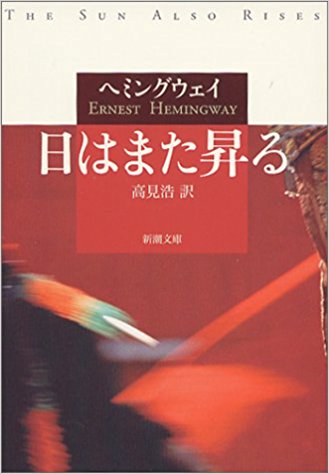 THE SUN ALSO RISES
ヘミングウェイ
ERNEST HEMINGWAY
日はまた昇る
高見浩 訳
新潮文庫